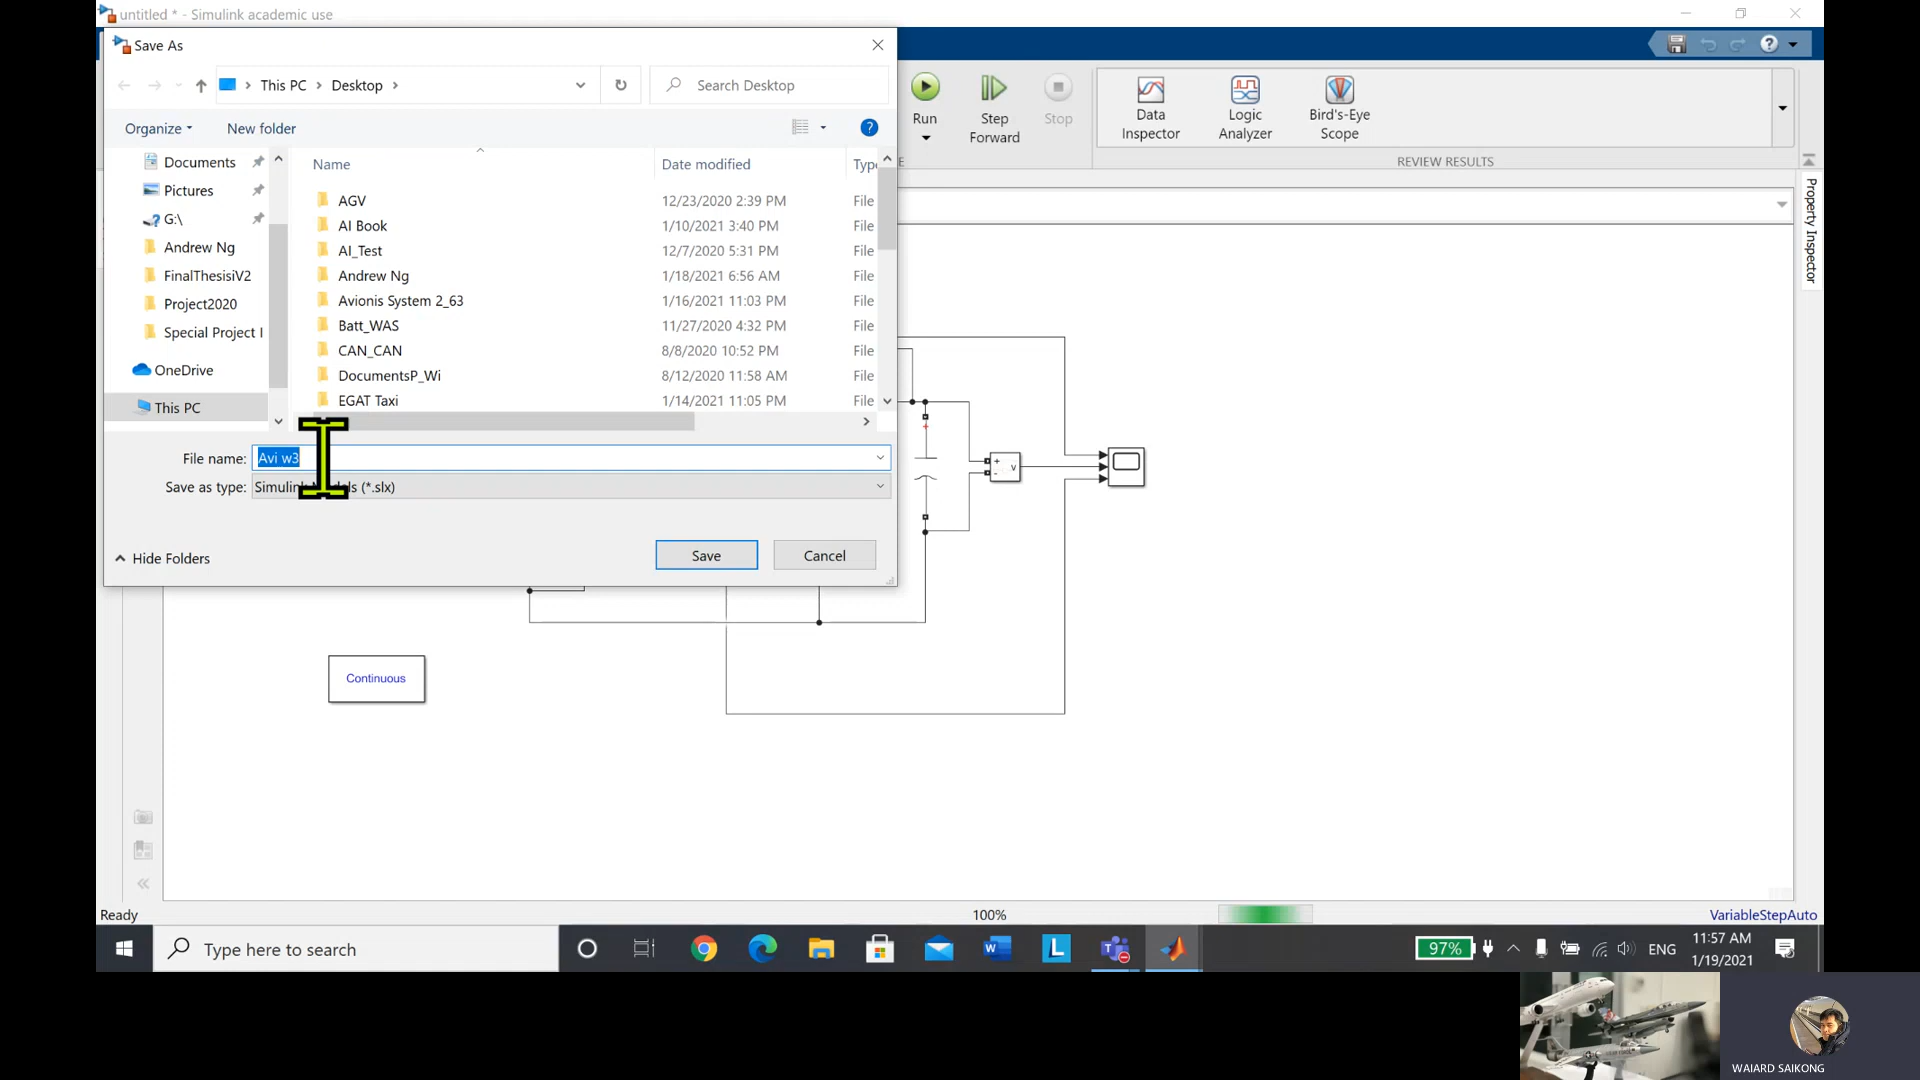 untitled * - Simulink academic use
Save As
This PC > Desktop >
Search Desktop
Organize
New folder
Name
Date modified
Type
Documents
Pictures
G:\
Andrew Ng
FinalThesisiV2
Project2020
Special Project I
OneDrive
This PC
AGV 12/23/2020 2:39 PM File
AI Book 1/10/2021 3:40 PM File
AI_Test 12/7/2020 5:31 PM File
Andrew Ng 1/18/2021 6:56 AM File
Avionis System 2_63 1/16/2021 11:03 PM File
Batt_WAS 11/27/2020 4:32 PM File
CAN_CAN 8/8/2020 10:52 PM File
DocumentsP_Wi 8/12/2020 11:58 AM File
EGAT Taxi 1/14/2021 11:05 PM File
File name: Avi w3
Save as type: (*.slx)
Hide Folders
Save
Cancel
Run
Step
Forward
Stop
Data
Inspector
Logic
Analyzer
Bird's-Eye
Scope
REVIEW RESULTS
Property Inspector
+
-
v
+
Continuous
Ready
100%
VariableStepAuto
Type here to search
97%
ENG
11:57 AM
1/19/2021
WAIARD SAIKONG